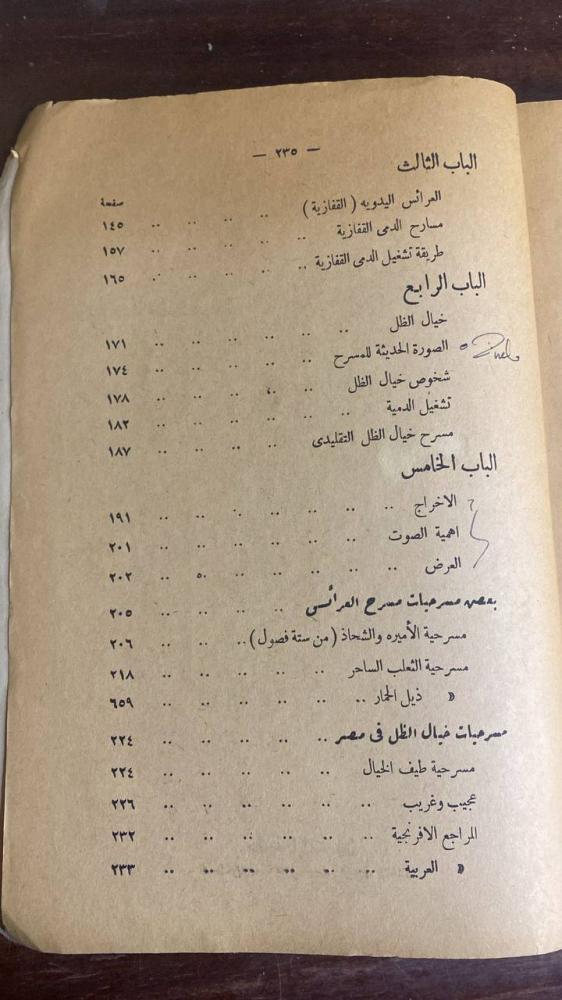 — ٢٣٥ —
الباب الثالث
صفحة
العرائس اليدويه ( القفازية ) .. .. .. .. ١٤٥
مسارح الدمى القفازية .. .. .. .. .. ١٥٧
طريقة تشغيل الدمى القفازية .. .. .. .. .. ١٦٥
الباب الرابع
خيال الظل .. .. .. .. .. .. ١٧١
الصورة الحديثة للمسرح .. .. .. .. .. ١٧٤
شخوص خيال الظل .. .. .. .. .. ١٧٨
تشغيل الدمية .. .. .. .. .. .. ١٨٢
مسرح خيال الظل التقليدى .. .. .. .. .. ١٨٧
الباب الخامس
الاخراج .. .. .. .. .. .. .. ١٩١
اهمية الصوت .. .. .. .. .. .. ٢٠١
العرض .. .. .. .. .. .. .. ٢٠٢
بعض مسرحيات مسرح العرائس .. .. .. .. ٢٠٥
مسرحية الأميره والشحاذ ( من ستة فصول ) .. .. .. ٢٠٦
مسرحية الثعلب الساحر .. .. .. .. .. ٢١٨
» ذيل الحمار .. .. .. .. .. .. ٦٥٩
مسرحيات خيال الظل فى مصر .. .. .. .. .. ٢٢٤
مسرحية طيف الخيال .. .. .. .. .. ٢٢٤
عجيب وغريب .. .. .. .. .. .. ٢٢٦
المراجع الافرنجية .. .. .. .. .. .. ٢٣٢
» العربية .. .. .. .. .. .. ٢٣٣